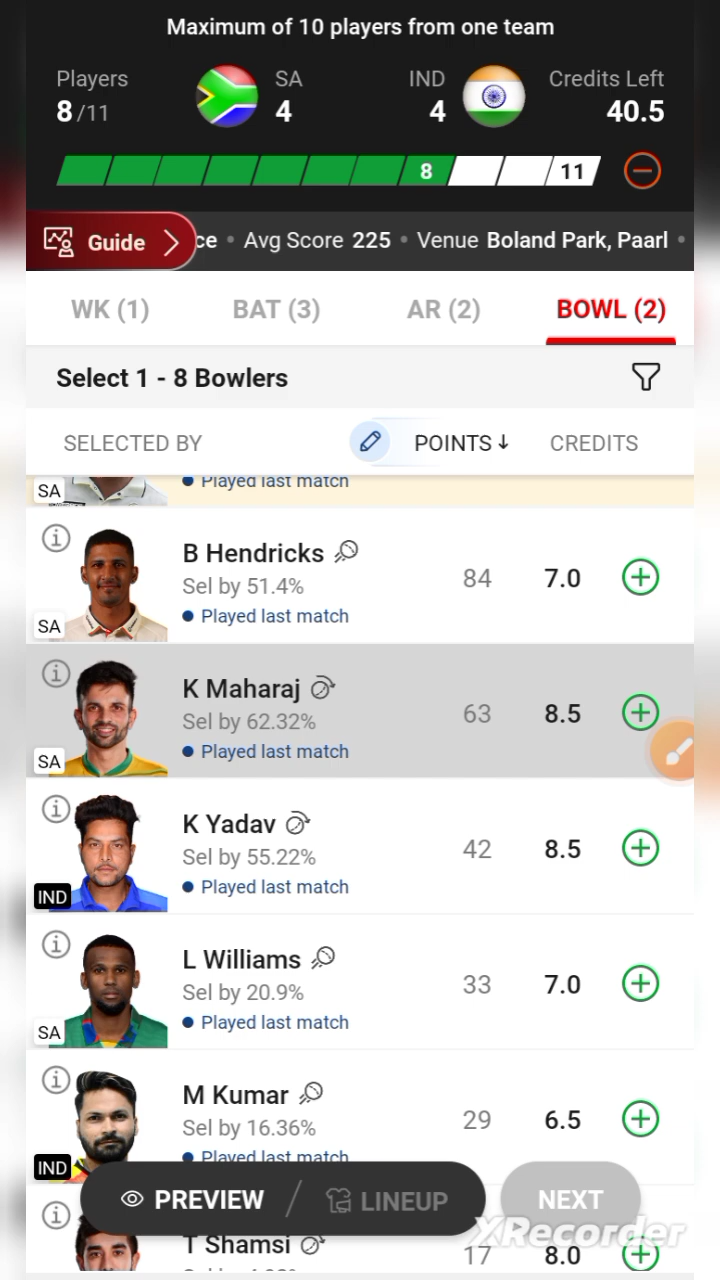 Maximum of 10 players from one team
Players SA IND Credits Left
8/11 4 4 40.5
8 11
Guide ce • Avg Score 225 • Venue Boland Park, Paarl •
WK (1) BAT (3) AR (2) BOWL (2)
Select 1 - 8 Bowlers
SELECTED BY POINTS↓ CREDITS
SA Played last match
B Hendricks
Sel by 51.4% 84 7.0
SA Played last match
K Maharaj
Sel by 62.32% 63 8.5
SA Played last match
K Yadav
Sel by 55.22% 42 8.5
IND Played last match
L Williams
Sel by 20.9% 33 7.0
SA Played last match
M Kumar
Sel by 16.36% 29 6.5
IND Played last match
PREVIEW / LINEUP NEXT
XRecorder
T Shamsi 17 8.0